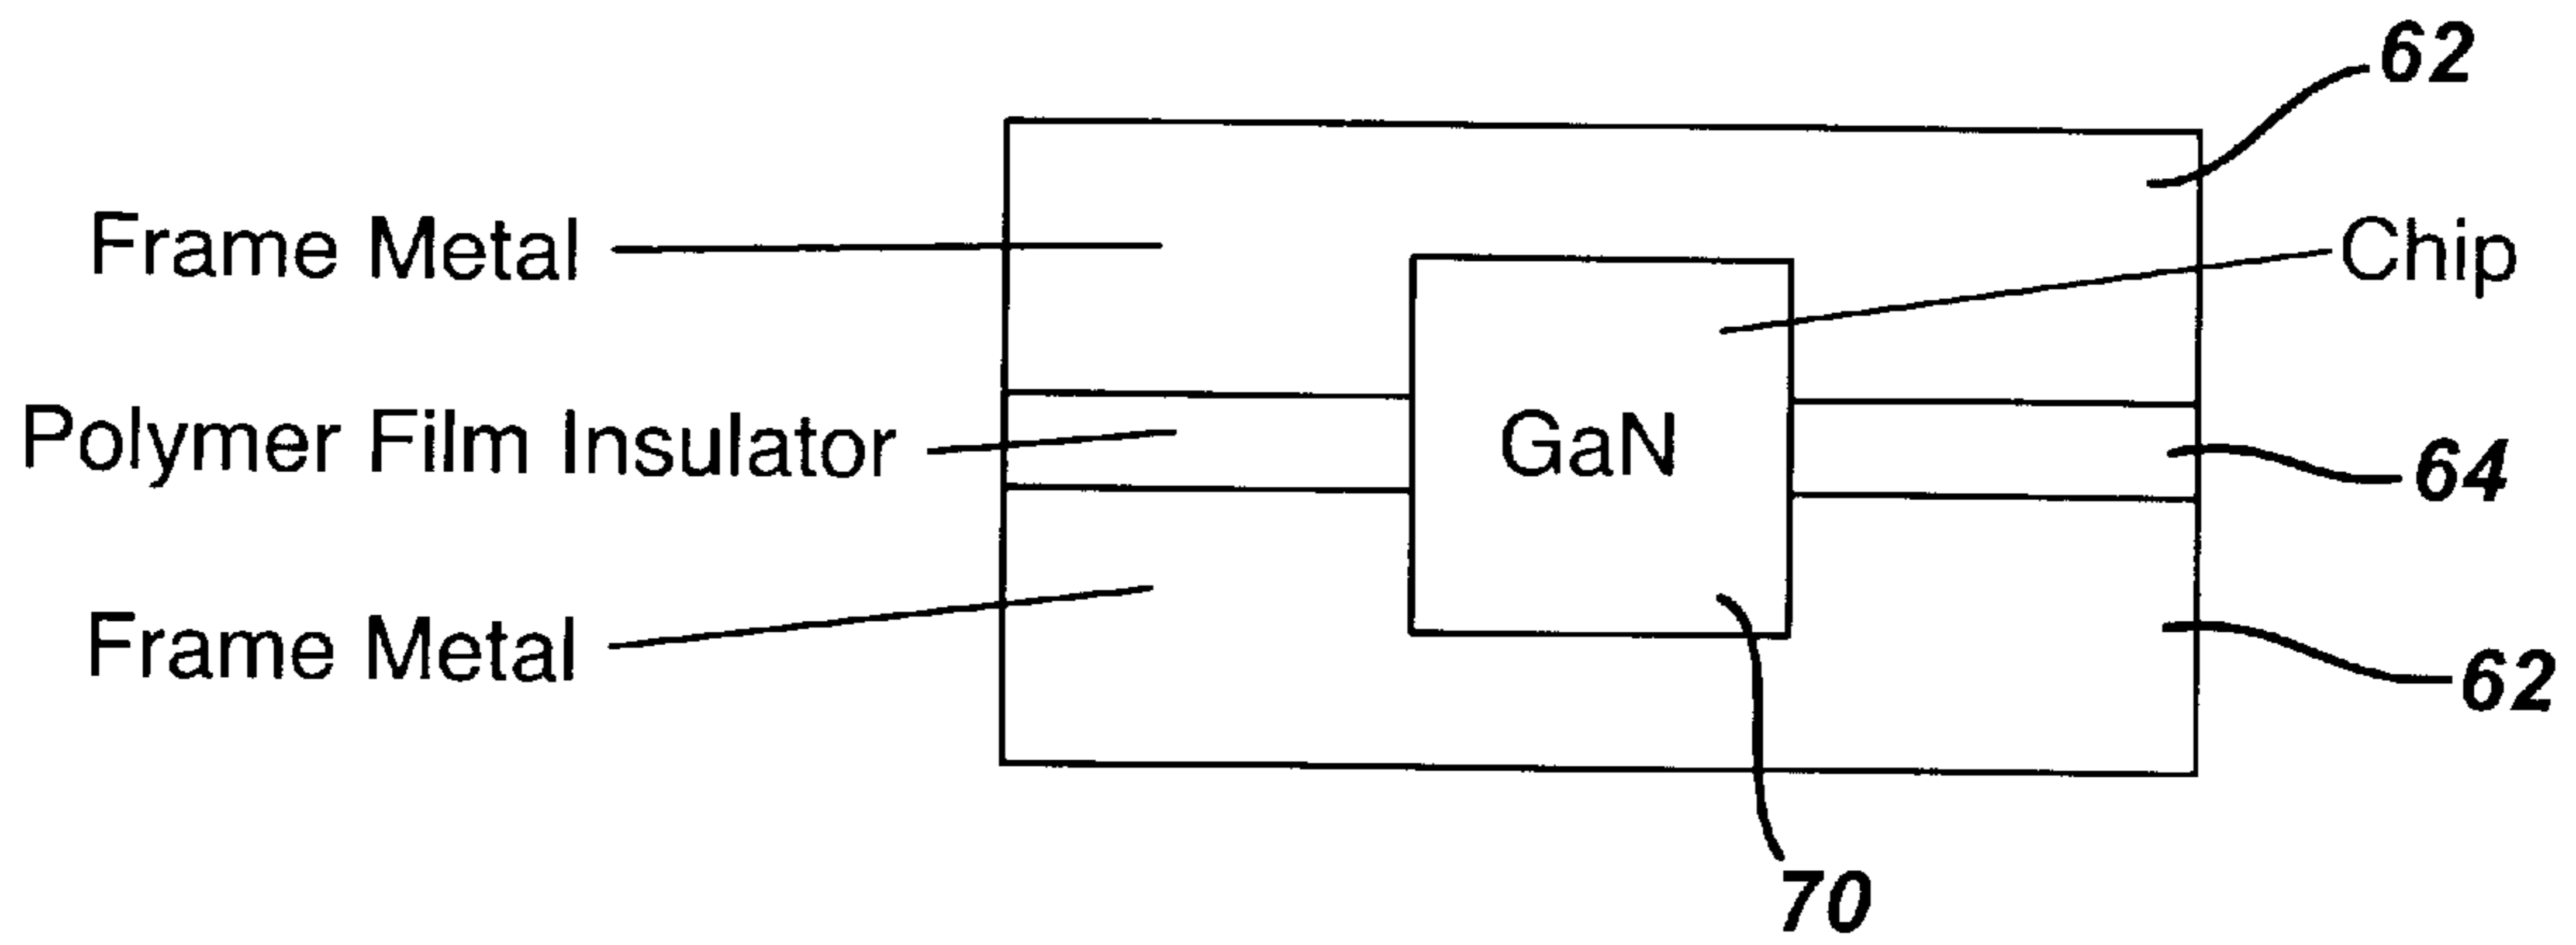 62
Frame Metal
Chip
Polymer Film Insulator
GaN
64
Frame Metal
62
70